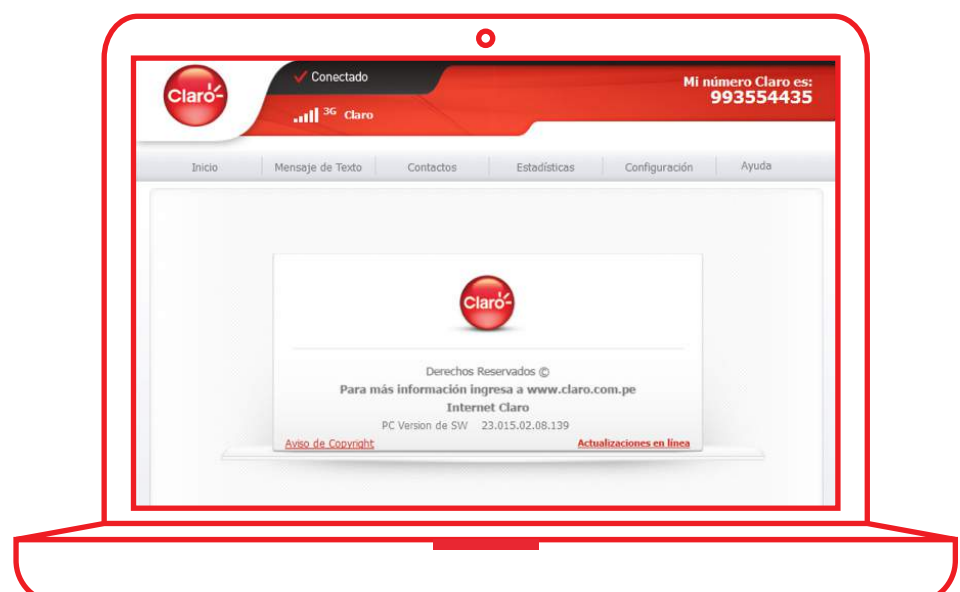 Claro
Conectado
3G Claro
Mi número Claro es:
993554435
Inicio
Mensaje de Texto
Contactos
Estadísticas
Configuración
Ayuda
Claro
Derechos Reservados ©
Para más información ingresa a www.claro.com.pe
Internet Claro
PC Version de SW 23.015.02.08.139
Aviso de Copyright
Actualizaciones en línea